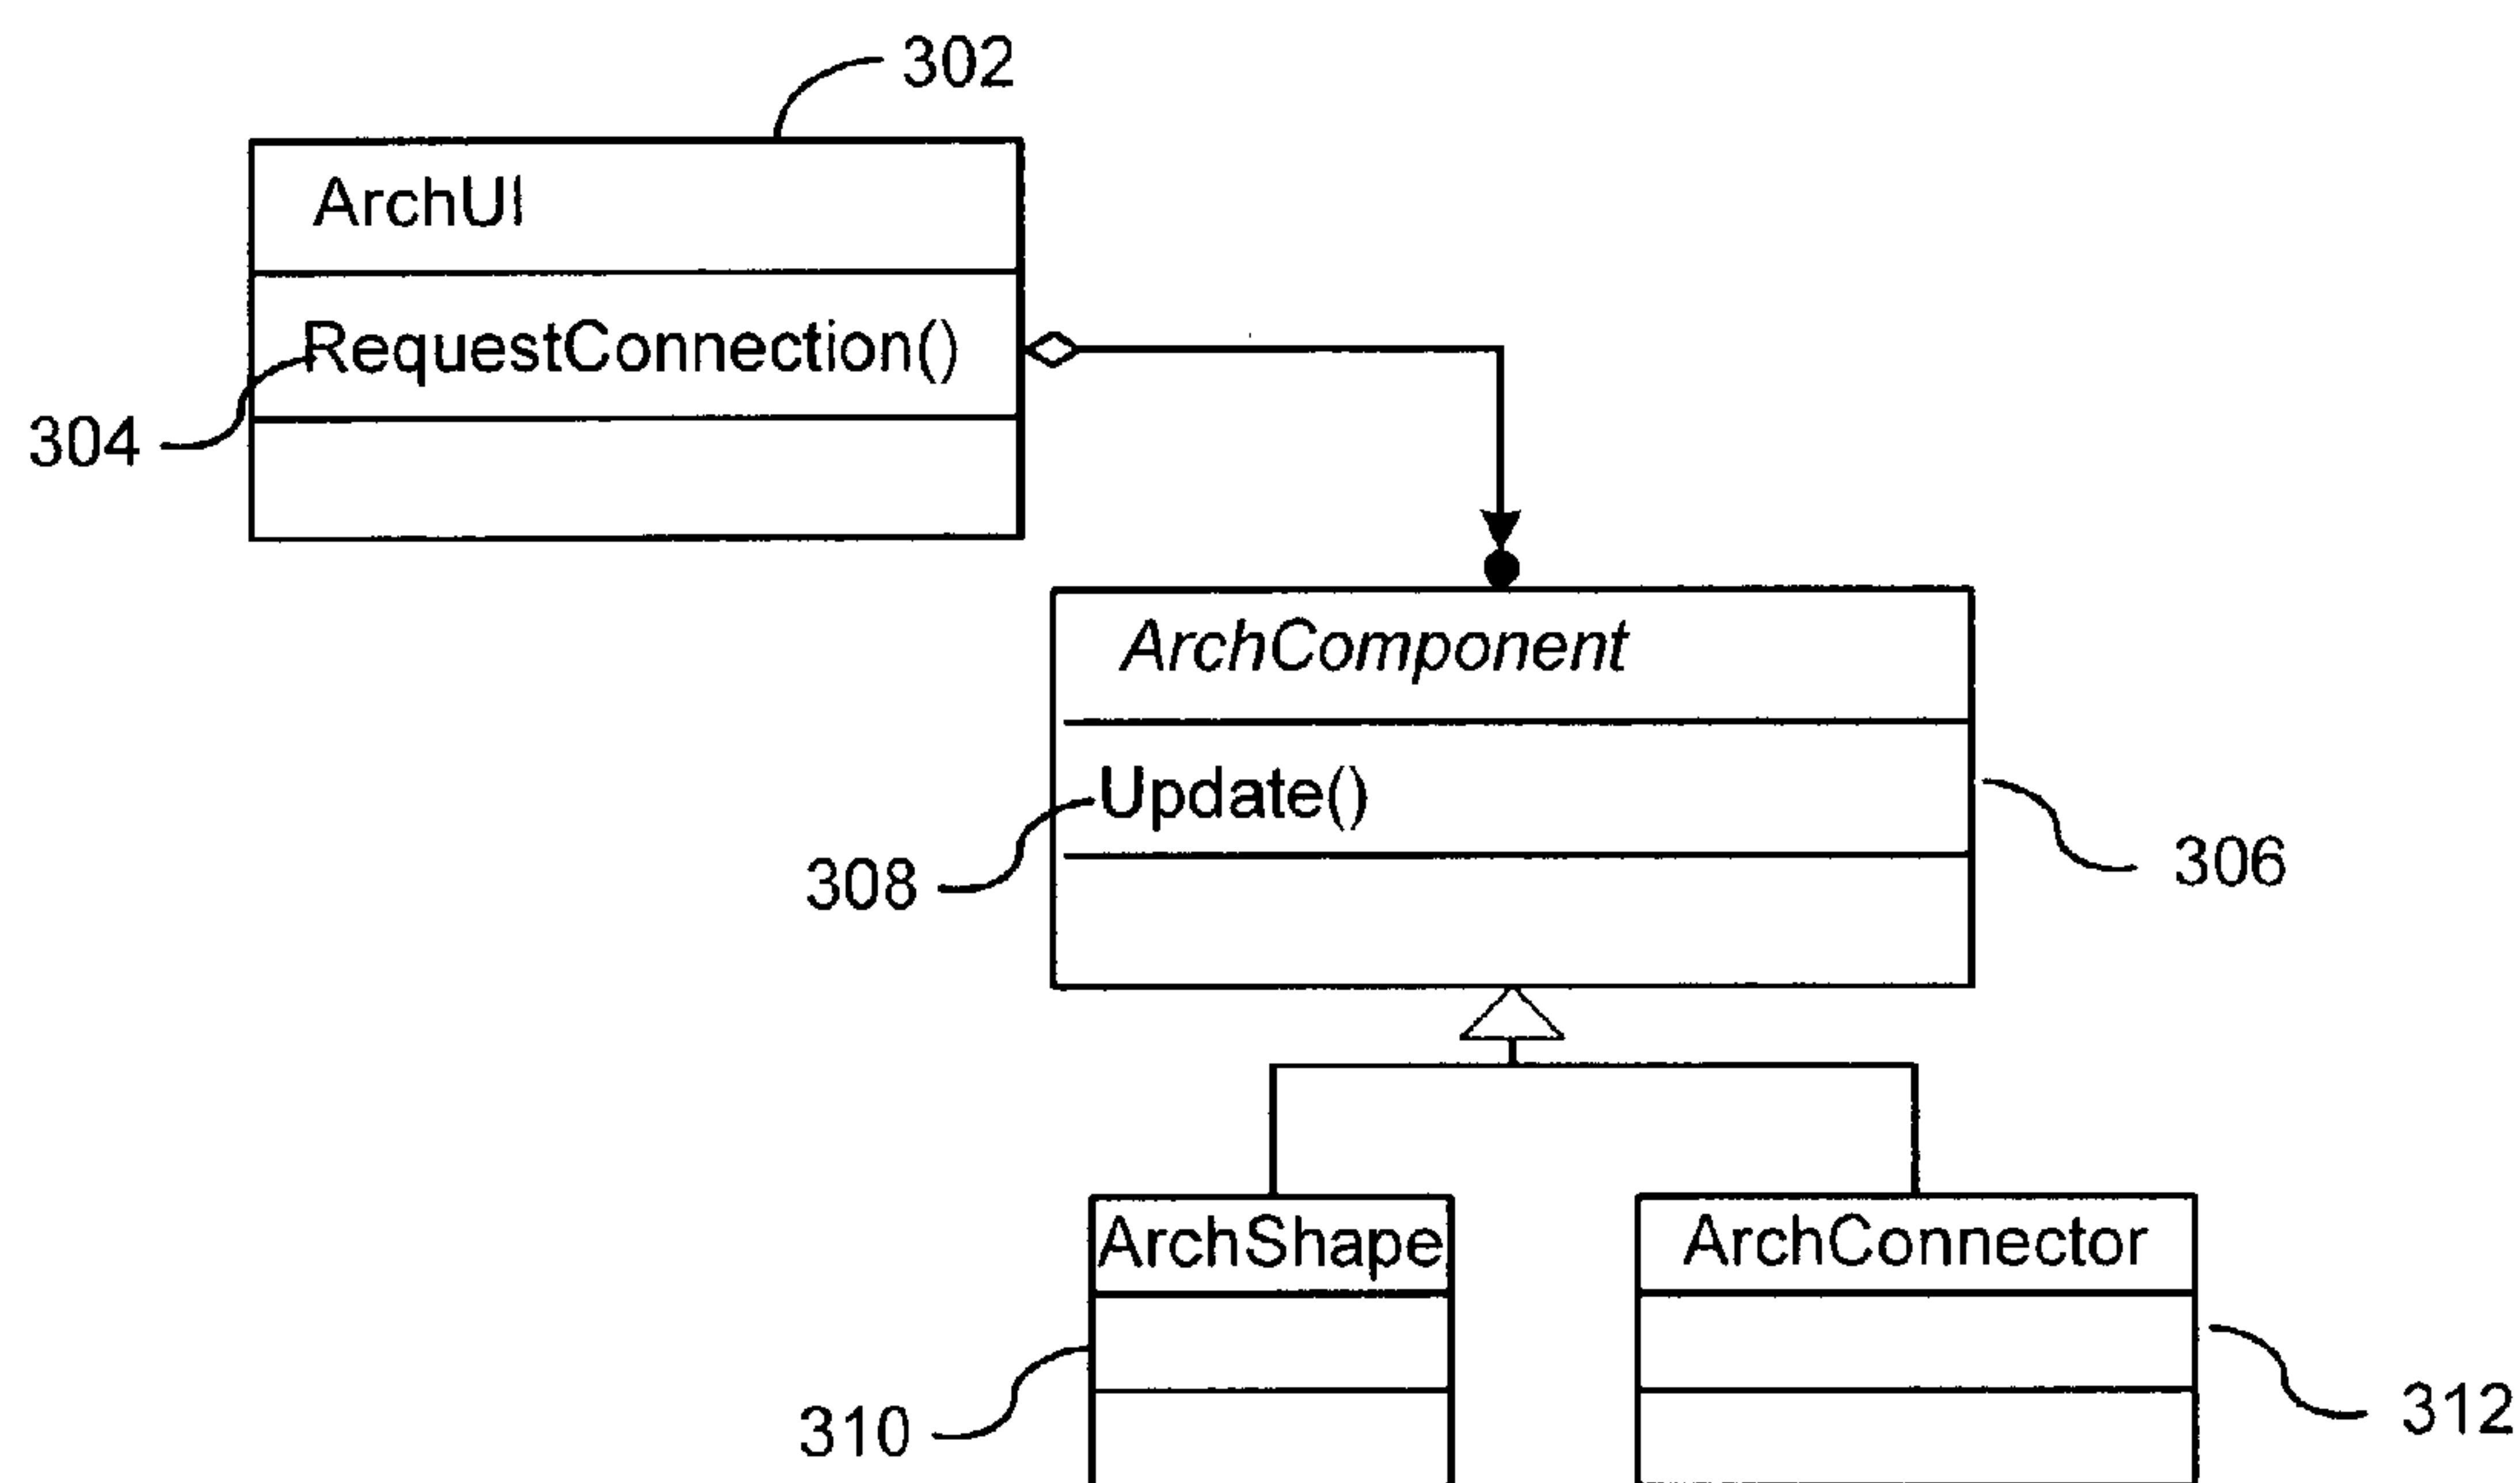 302
ArchUI
RequestConnection()
304
ArchComponent
Update()
308
306
ArchShape
ArchConnector
310
312